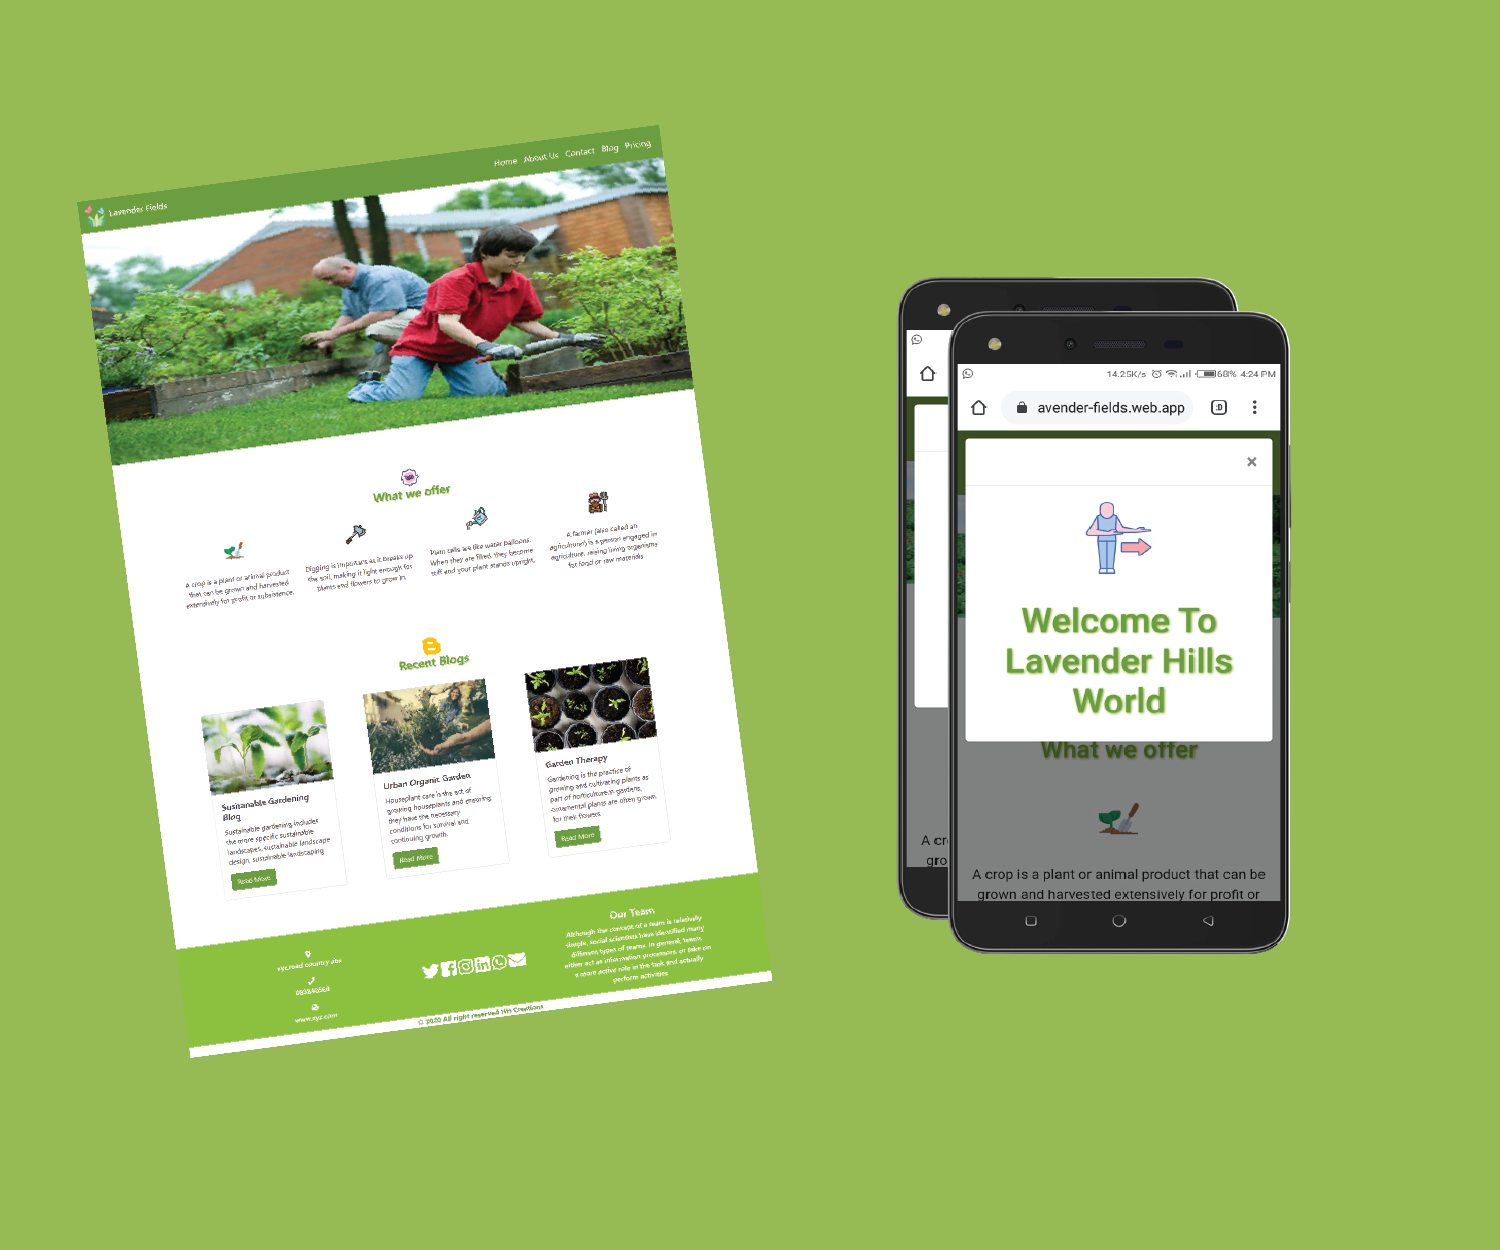 Home About Us Contact Blog Pricing
Lavender Fields
What we offer
A crop is a plant or animal product
that can be grown and harvested
extensively for profit or subsistence.
Digging is important as it breaks up
the soil, making it light enough for
plants and flowers to grow in.
Plant cells are like water balloons.
When they are filled, they become
stiff and your plant stands upright.
A farmer (also called an
agriculturer) is a person engaged in
agriculture, raising living organisms
for food or raw materials
Recent Blogs
Susitanable Gardening
Blog
Sustainable gardening includes
the more specific sustainable
landscapes, sustainable landscape
design, sustainable landscaping
Read More
Urban Organic Garden
Houseplant care is the act of
growing houseplants and ensuring
they have the necessary
conditions for survival and
continuing growth.
Read More
Garden Therapy
Gardening is the practice of
growing and cultivating plants as
part of horticulture.In gardens,
ornamental plants are often grown
for their flowers.
Read More
xyz road country abx
083840564
www.xyz.com
Our Team
Although the concept of a team is relatively
simple, social scientists have identified many
different types of teams. In general, teams
either act as information processors, or take on
a more active role in the task and actually
perform activities
© 2020 All right reserved HH Creations
A cr
gro
14.25K/s 68% 4:24 PM
avender-fields.web.app
:D
×
Welcome To
Lavender Hills
World
What we offer
A crop is a plant or animal product that can be
grown and harvested extensively for profit or